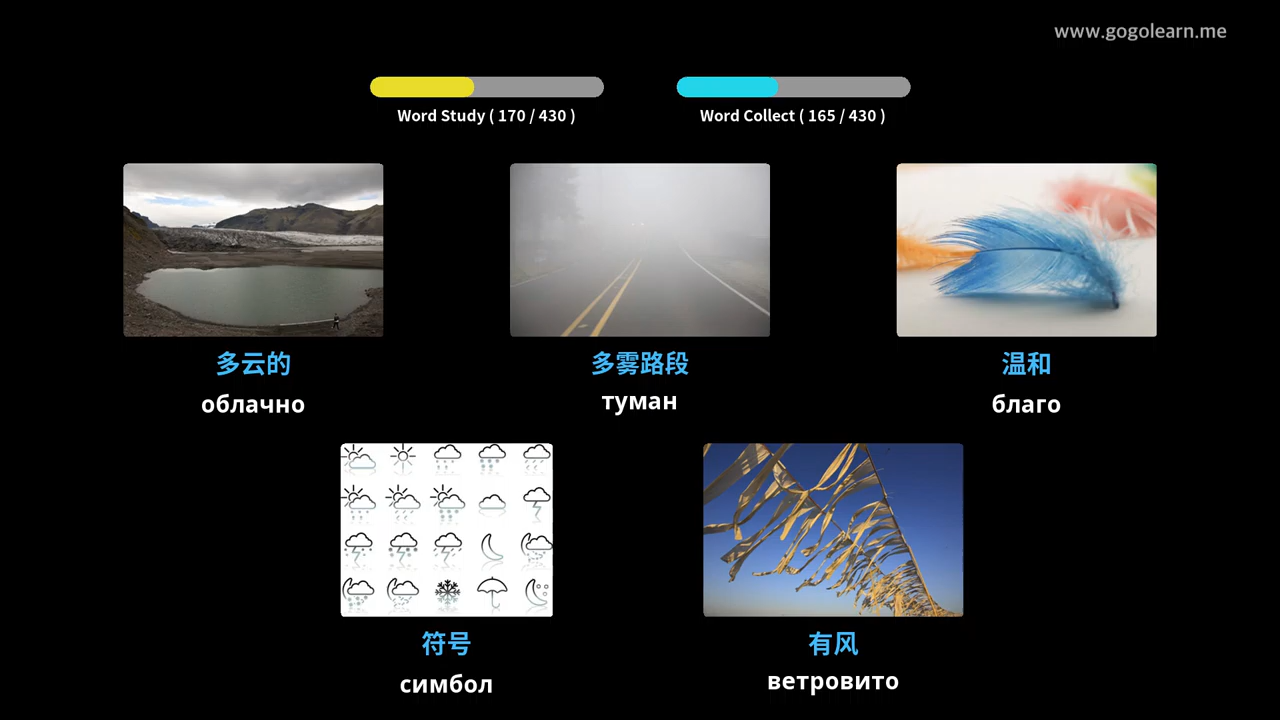 www.gogolearn.me
Word Study ( 170 / 430 )
Word Collect ( 165 / 430 )
多云的
облачно
多雾路段
туман
温和
благо
符号
симбол
有风
ветровито